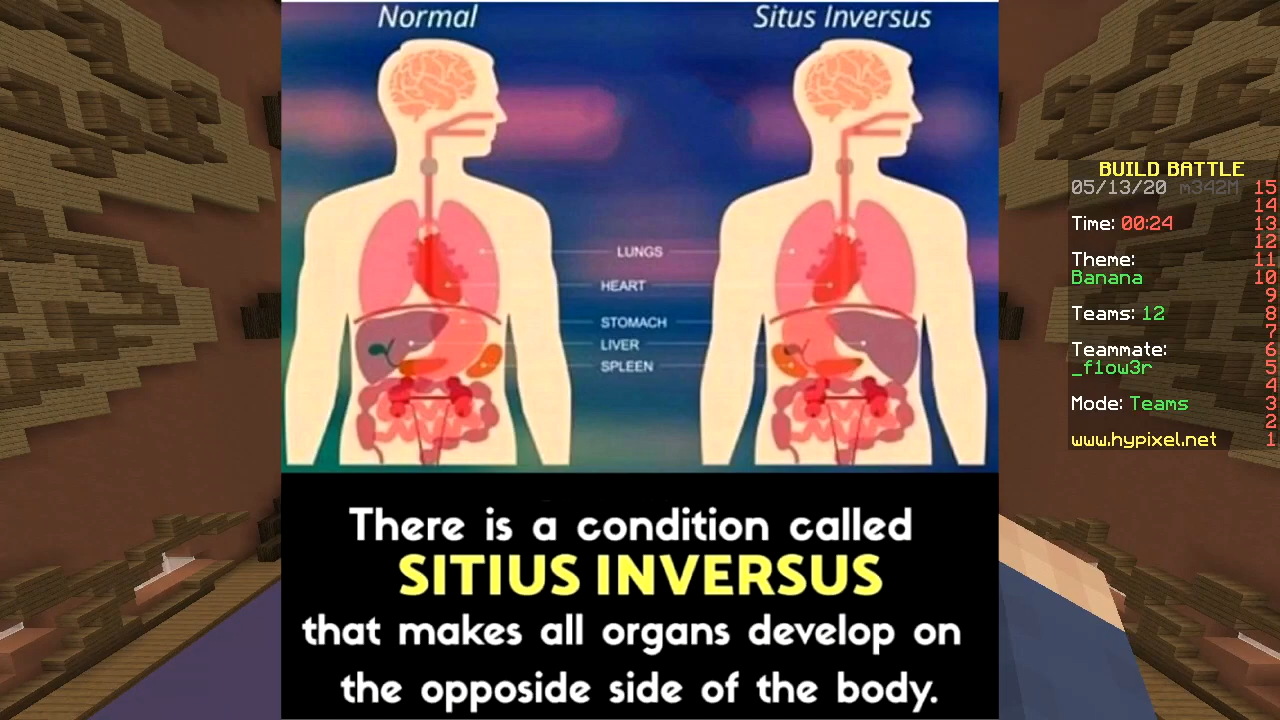 Normal
Situs Inversus
LUNGS
HEART
STOMACH
LIVER
SPLEEN
There is a condition called
SITIUS INVERSUS
that makes all organs develop on
the opposide side of the body.
BUILD BATTLE
05/13/20 m342M 15
14
Time: 00:24 13
12
Theme: 11
Banana 10
9
Teams: 12 8
7
Teammate: 6
_f1ow3r 5
4
Mode: Teams 3
2
www.hypixel.net 1